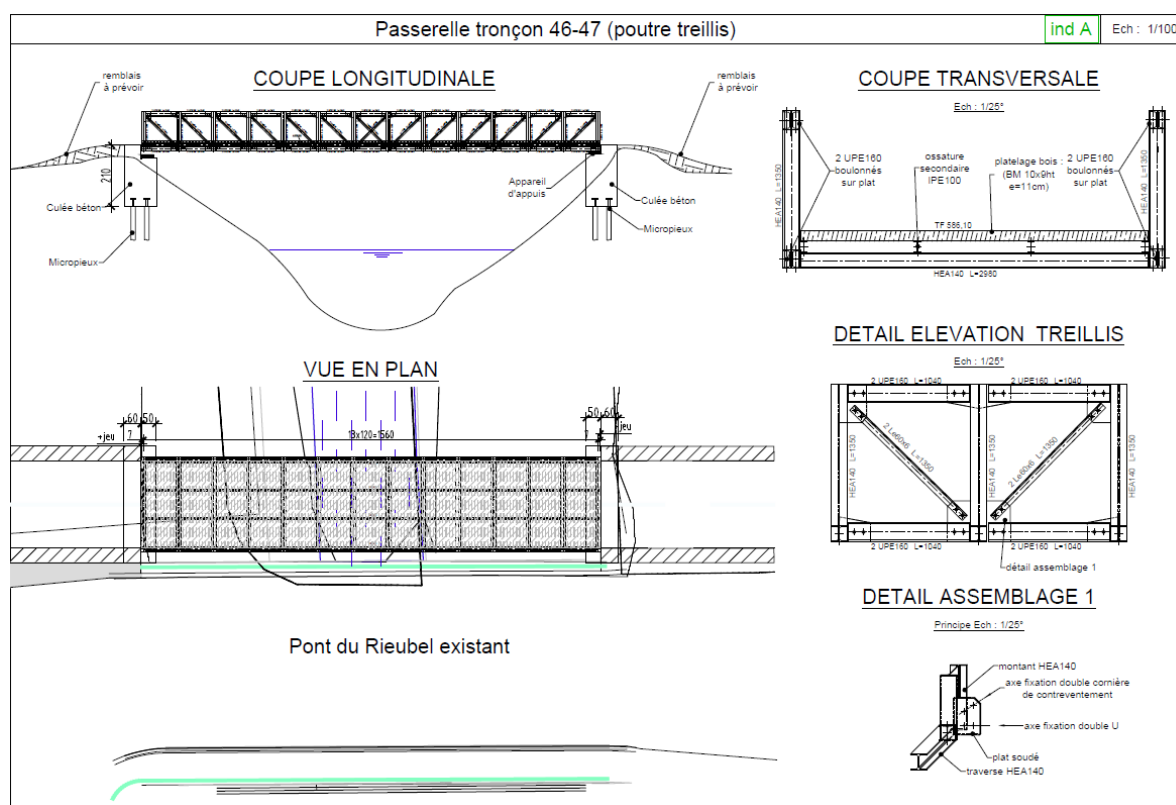 Passerelle tronçon 46-47 (poutre treillis)
ind A
Ech : 1/100
COUPE LONGITUDINALE
remblais
à prévoir
remblais
à prévoir
210
Culée béton
Micropieux
Appareil
d'appuis
Culée béton
Micropieux
COUPE TRANSVERSALE
Ech : 1/25°
2 UPE160
boulonnés
sur plat
ossature
secondaire
IPE100
platelage bois :
(BM 10x9ht
e=11cm)
2 UPE160
boulonnés
sur plat
HEA140 L=1350
HEA140 L=1350
TF 586,10
HEA140 L=2980
VUE EN PLAN
60
50
+jeu
7
13x120=1560
50
60
+jeu
DETAIL ELEVATION TREILLIS
Ech : 1/25°
2 UPE160 L=1040
2 UPE160 L=1040
HEA140 L=1350
2 Le60x6 L=1350
HEA140 L=1350
2 Le60x6 L=1350
HEA140 L=1350
2 UPE160 L=1040
2 UPE160 L=1040
détail assemblage 1
DETAIL ASSEMBLAGE 1
Principe Ech : 1/25°
montant HEA140
axe fixation double cornière
de contreventement
axe fixation double U
plat soudé
traverse HEA140
Pont du Rieubel existant